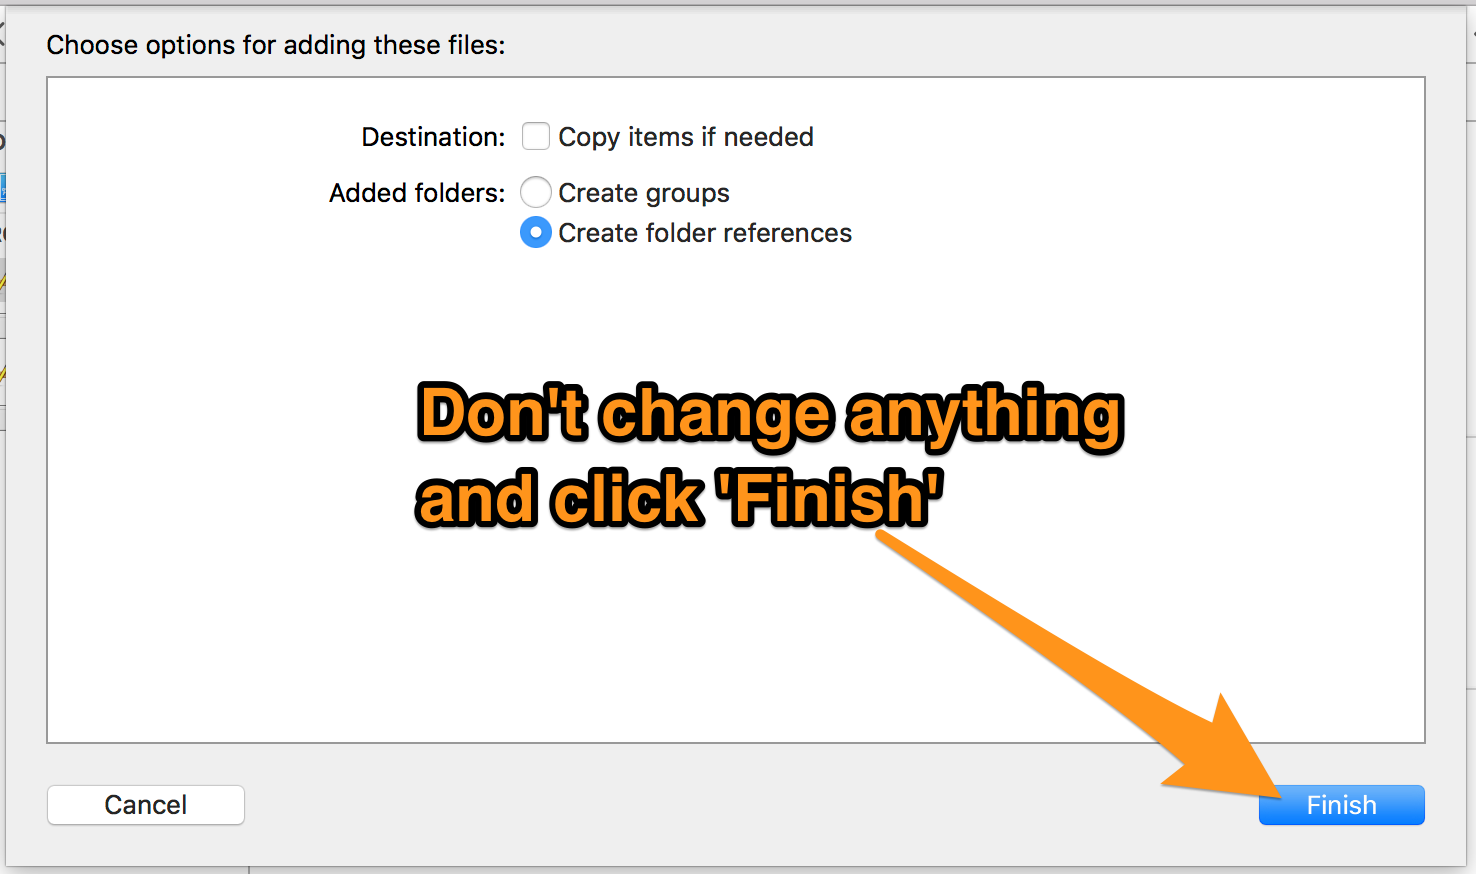 Choose options for adding these files:
Destination: Copy items if needed
Added folders: Create groups
Create folder references
Don't change anything
and click 'Finish'
Cancel Finish